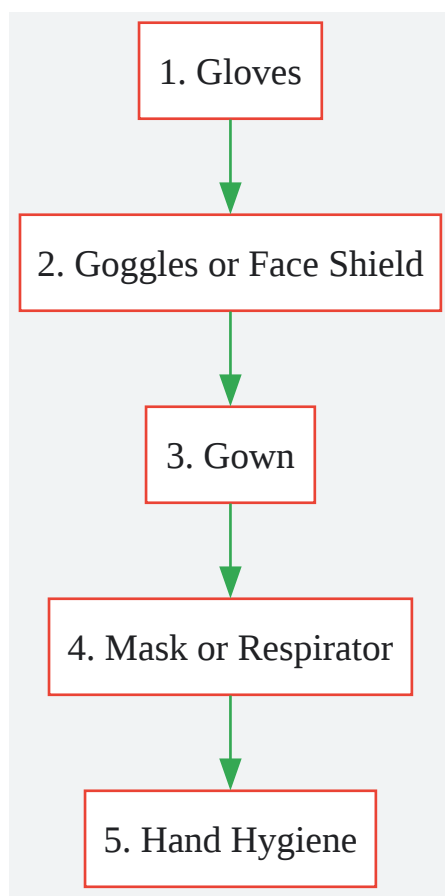 1. Gloves
2. Goggles or Face Shield
3. Gown
4. Mask or Respirator
5. Hand Hygiene